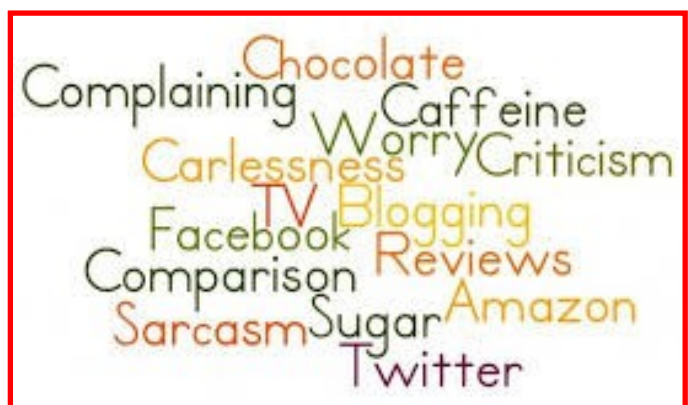 Chocolate
Complaining
Caffeine
Worry
Criticism
Carlessness
TV
Blogging
Facebook
Reviews
Comparison
Amazon
Sarcasm
Sugar
Twitter